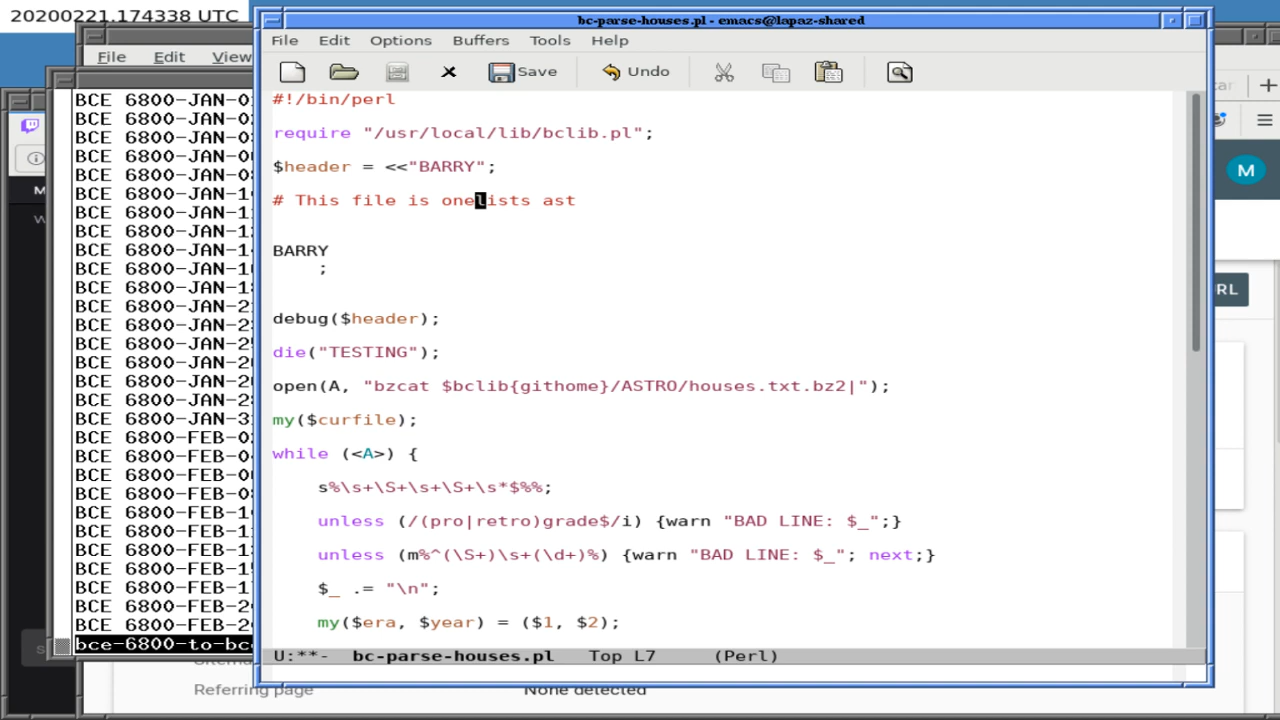 20200221.174338 UTC
bc-parse-houses.pl - emacs@lapaz-shared
File Edit Options Buffers Tools Help
Save Undo
#!/bin/perl
require "/usr/local/lib/bclib.pl";
$header = <<"BARRY";
# This file is onelists ast
BARRY
;
debug($header);
die("TESTING");
open(A, "bzcat $bclib{githome}/ASTRO/houses.txt.bz2|");
my($curfile);
while (<A>) {
s%\s+\S+\s+\S+\s*$%%;
unless (/(pro|retro)grade$/i) {warn "BAD LINE: $_";}
unless (m%^(\S+)\s+(\d+)%) {warn "BAD LINE: $_"; next;}
$_ .= "\n";
my($era, $year) = ($1, $2);
U:**- bc-parse-houses.pl Top L7 (Perl)
File Edit View
BCE 6800-JAN-0
BCE 6800-JAN-0
BCE 6800-JAN-0
BCE 6800-JAN-0
BCE 6800-JAN-0
BCE 6800-JAN-1
BCE 6800-JAN-1
BCE 6800-JAN-1
BCE 6800-JAN-1
BCE 6800-JAN-1
BCE 6800-JAN-1
BCE 6800-JAN-2
BCE 6800-JAN-2
BCE 6800-JAN-2
BCE 6800-JAN-2
BCE 6800-JAN-2
BCE 6800-JAN-2
BCE 6800-JAN-3
BCE 6800-FEB-0
BCE 6800-FEB-0
BCE 6800-FEB-0
BCE 6800-FEB-0
BCE 6800-FEB-1
BCE 6800-FEB-1
BCE 6800-FEB-1
BCE 6800-FEB-1
BCE 6800-FEB-1
BCE 6800-FEB-2
BCE 6800-FEB-2
bce-6800-to-bc
M
RL
Referring page None detected